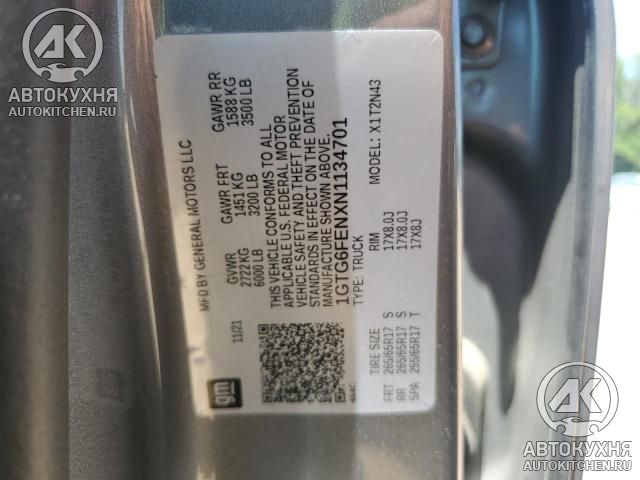 MFD BY GENERAL MOTORS LLC
11/21
GVWR
2722 KG
6000 LB
GAWR FRT
1451 KG
3200 LB
GAWR RR
1588 KG
3500 LB
THIS VEHICLE CONFORMS TO ALL
APPLICABLE U.S. FEDERAL MOTOR
VEHICLE SAFETY AND THEFT PREVENTION
STANDARDS IN EFFECT ON THE DATE OF
MANUFACTURE SHOWN ABOVE.
1GTG6FENXN1134701
TYPE: TRUCK
MODEL: X1T2N43
TIRE SIZE
RIM
FRT 265/65R17 S 17X8.0J
RR 265/65R17 S 17X8.0J
SPA 255/65R17 T 17X8J
gm
AK
АВТОКУХНЯ
AUTOKITCHEN.RU
AK
АВТОКУХНЯ
AUTOKITCHEN.RU